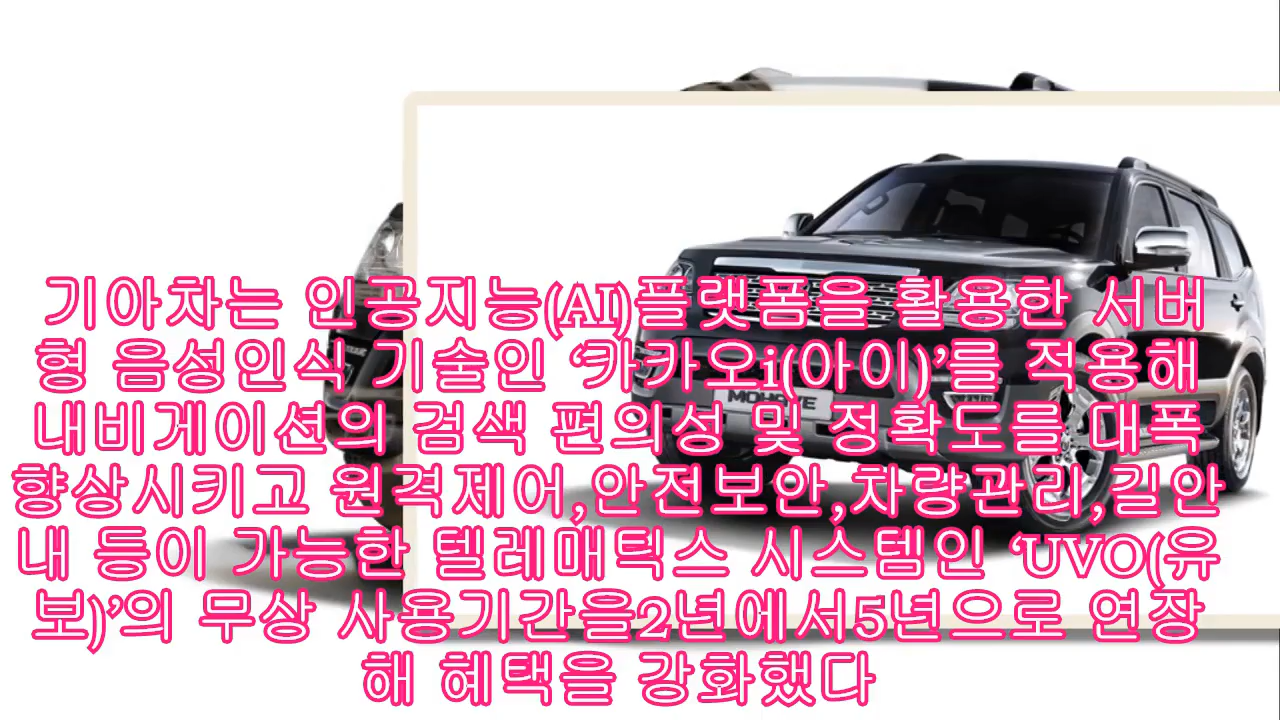 기아차는 인공지능(AI)플랫폼을 활용한 서버
형 음성인식 기술인 ‘카카오i(아이)’를 적용해
내비게이션의 검색 편의성 및 정확도를 대폭
향상시키고 원격제어,안전보안,차량관리,길안
내 등이 가능한 텔레매틱스 시스템인 ‘UVO(유
보)’의 무상 사용기간을2년에서5년으로 연장
해 혜택을 강화했다
MOHAVE